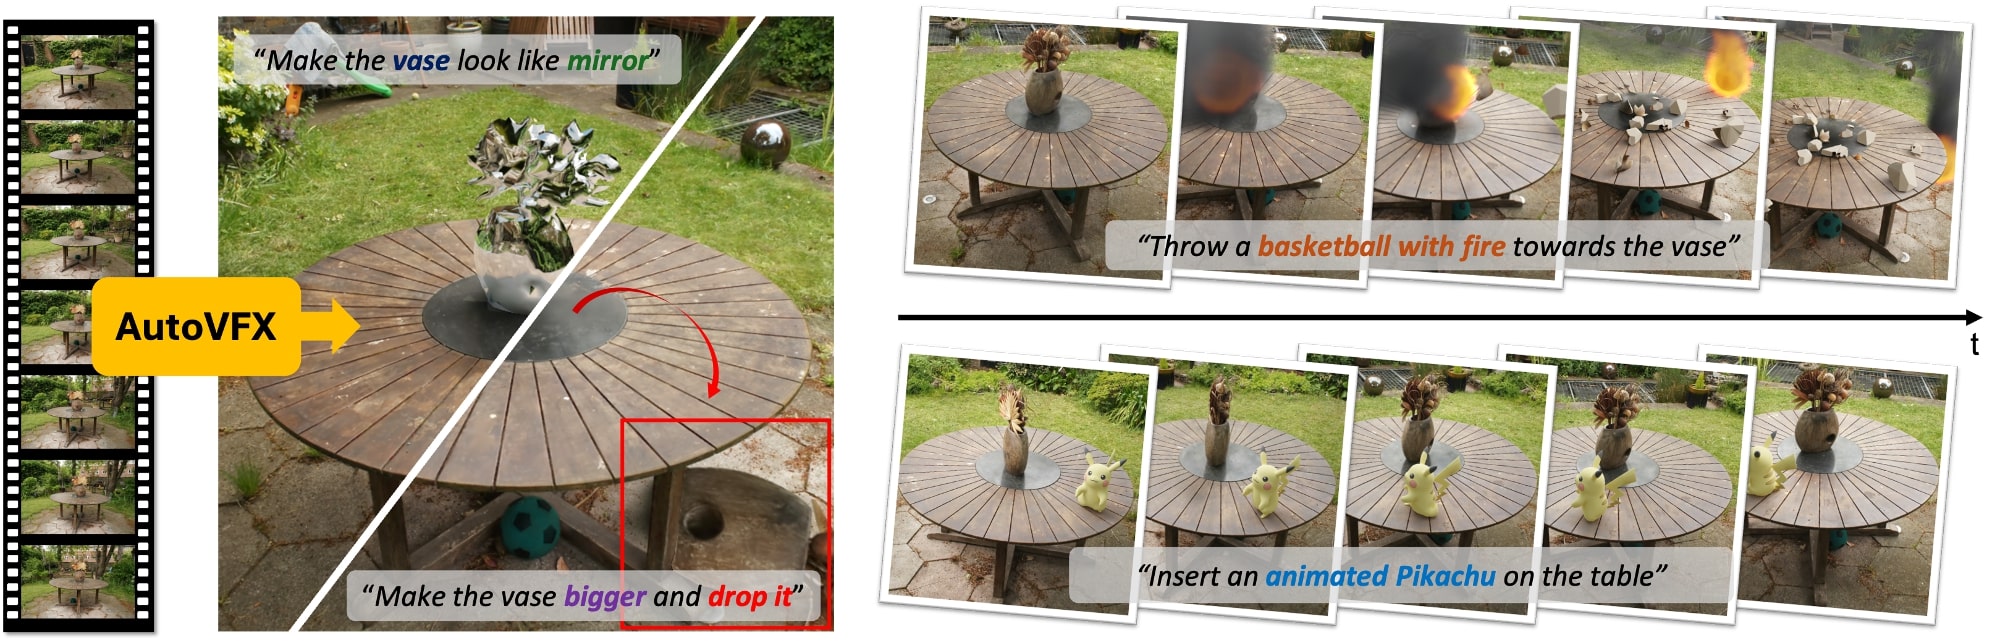 AutoVFX
“Make the vase look like mirror”
“Make the vase bigger and drop it”
“Throw a basketball with fire towards the vase”
t
“Insert an animated Pikachu on the table”